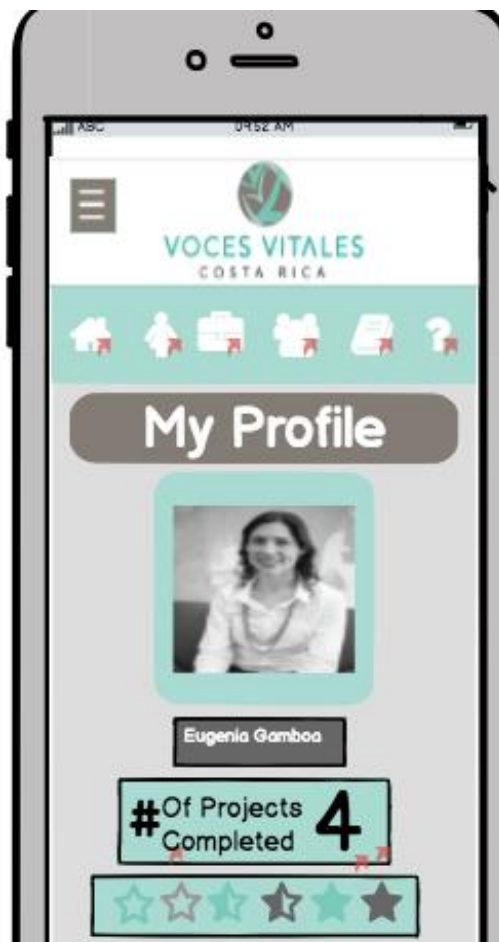 ABC 09:52 AM
VOCES VITALES
COSTA RICA
?
My Profile
Eugenia Gamboa
#Of Projects
Completed 4